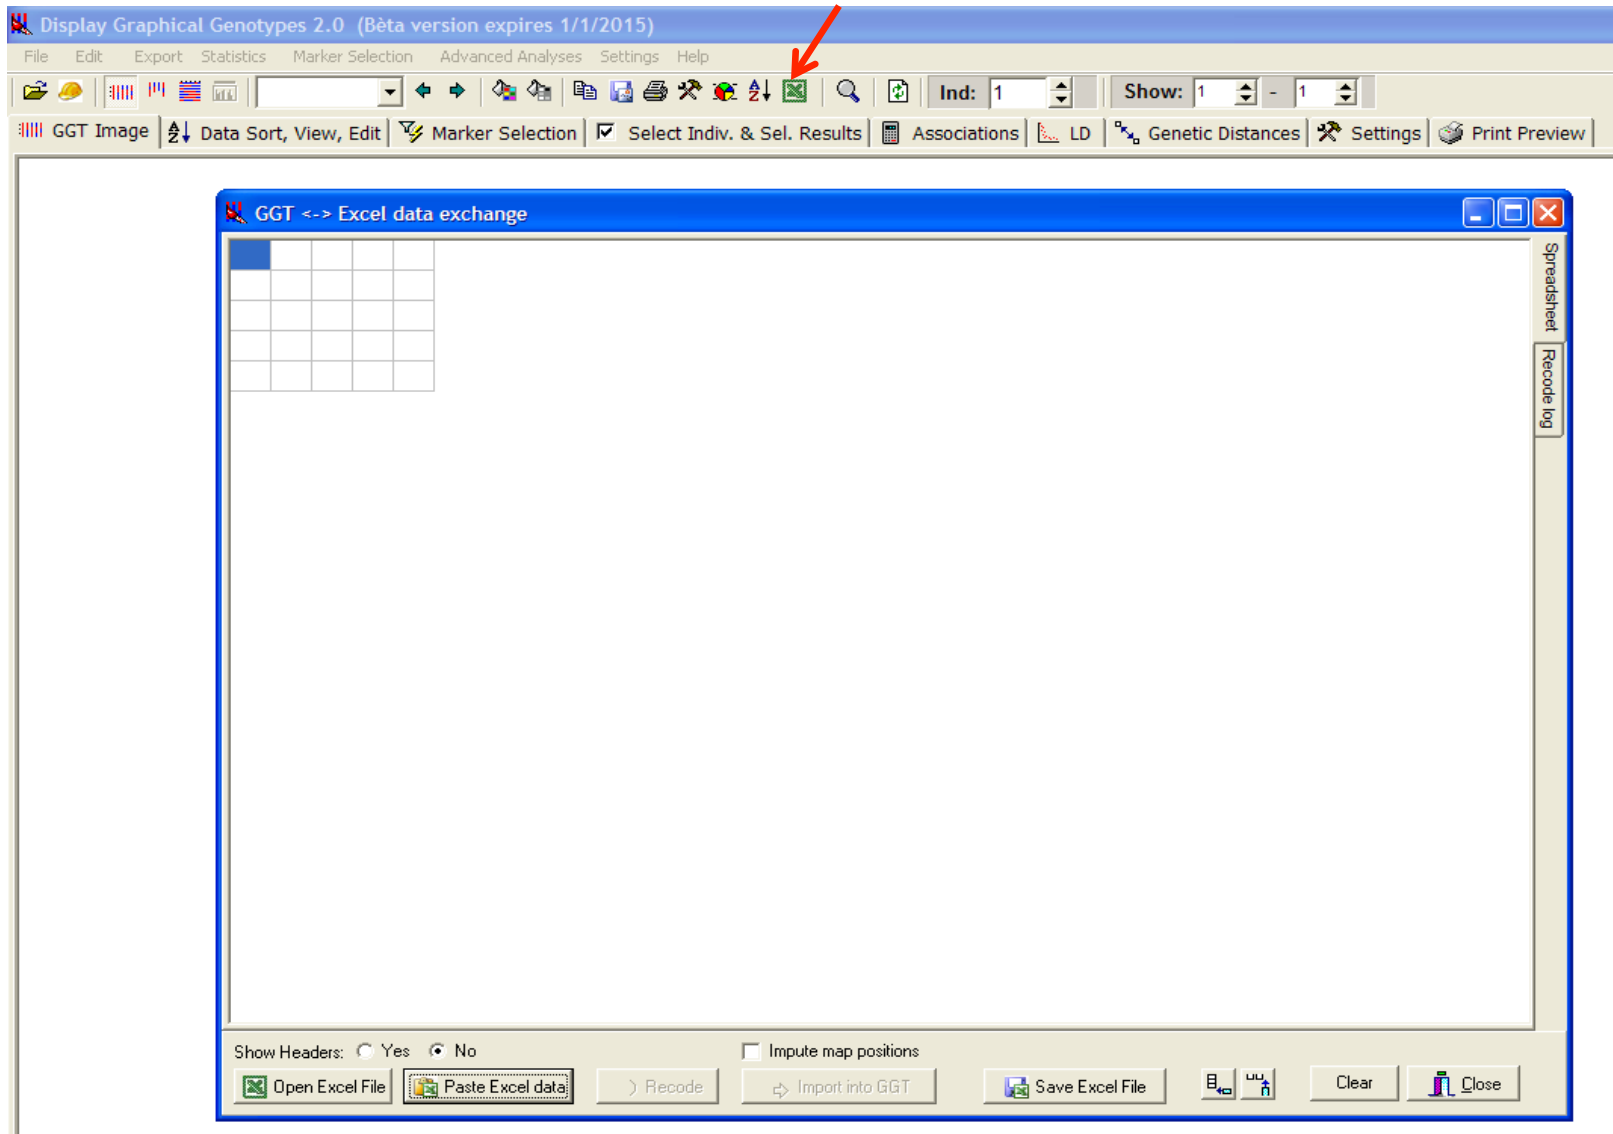 Display Graphical Genotypes 2.0 (Bèta version expires 1/1/2015)
File Edit Export Statistics Marker Selection Advanced Analyses Settings Help
Ind: 1 Show: 1 - 1
GGT Image Data Sort, View, Edit Marker Selection Select Indiv. & Sel. Results Associations LD Genetic Distances Settings Print Preview
GGT <-> Excel data exchange
Spreadsheet
Recode log
Show Headers: Yes No Impute map positions
Open Excel File Paste Excel data Recode Import into GGT Save Excel File Clear Close